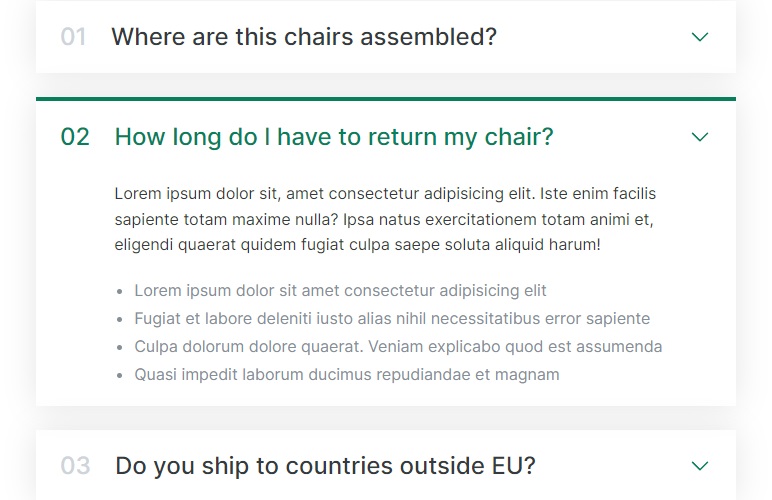 01 Where are this chairs assembled?
02 How long do I have to return my chair?
Lorem ipsum dolor sit, amet consectetur adipisicing elit. Iste enim facilis
sapiente totam maxime nulla? Ipsa natus exercitationem totam animi et,
eligendi quaerat quidem fugiat culpa saepe soluta aliquid harum!
• Lorem ipsum dolor sit amet consectetur adipisicing elit
• Fugiat et labore deleniti iusto alias nihil necessitatibus error sapiente
• Culpa dolorum dolore quaerat. Veniam explicabo quod est assumenda
• Quasi impedit laborum ducimus repudiandae et magnam
03 Do you ship to countries outside EU?